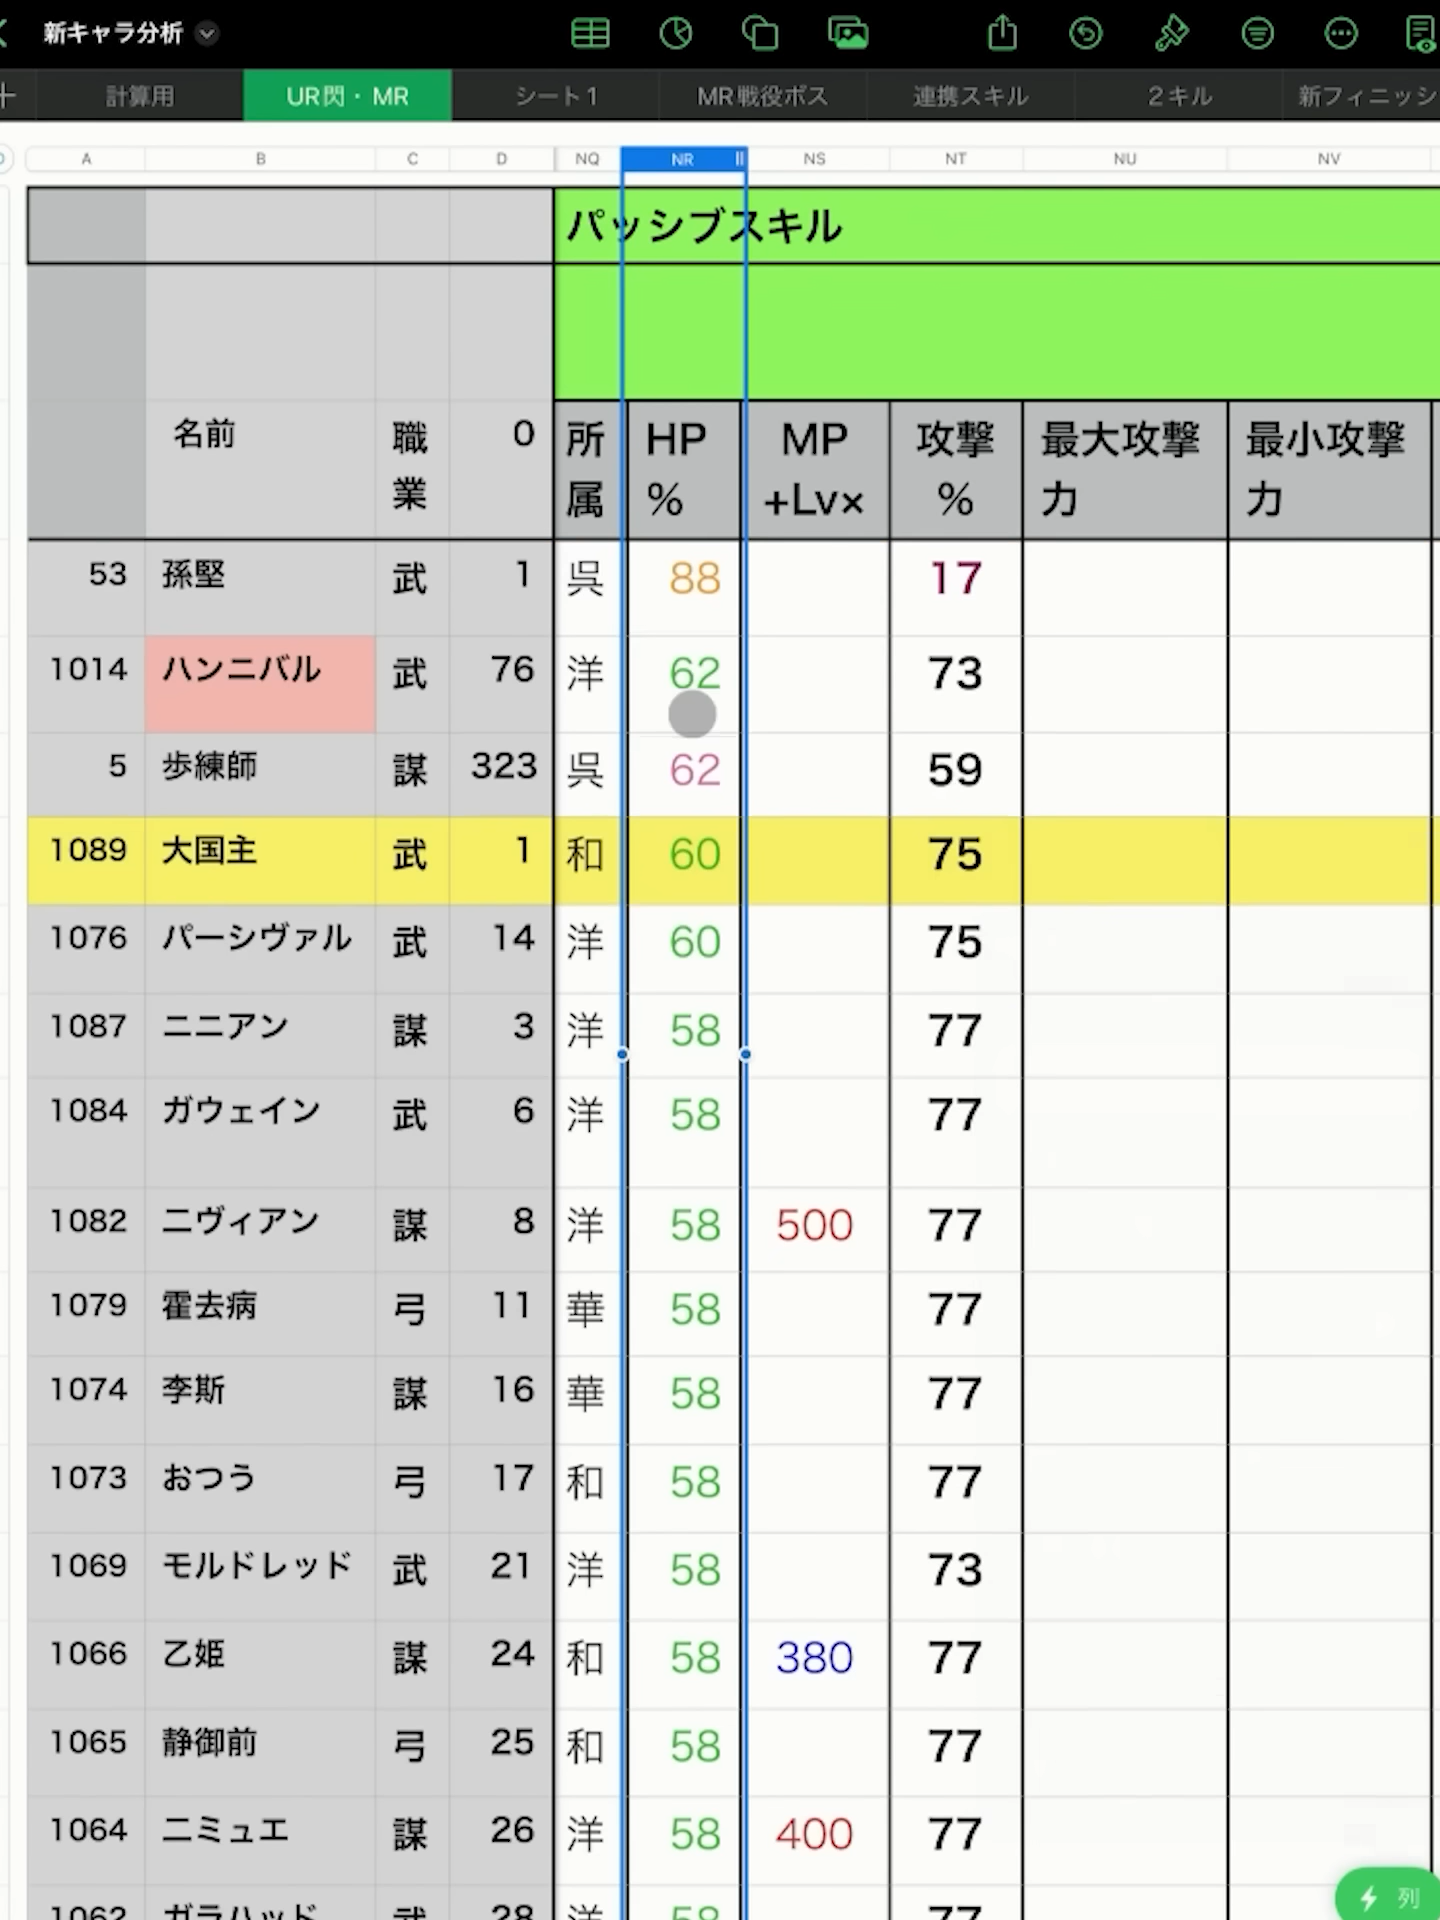 新キャラ分析
計算用 UR閃・MR シート1 MR戦役ボス 連携スキル 2キル 新フィニッシ
A B C D NQ NR NS NT NU NV
パッシブスキル
名前 職業 0 所属 HP% MP+Lv× 攻撃% 最大攻撃力 最小攻撃力
53 孫堅 武 1 呉 88 17
1014 ハンニバル 武 76 洋 62 73
5 歩練師 謀 323 呉 62 59
1089 大国主 武 1 和 60 75
1076 パーシヴァル 武 14 洋 60 75
1087 ニニアン 謀 3 洋 58 77
1084 ガウェイン 武 6 洋 58 77
1082 ニヴィアン 謀 8 洋 58 500 77
1079 霍去病 弓 11 華 58 77
1074 李斯 謀 16 華 58 77
1073 おつう 弓 17 和 58 77
1069 モルドレッド 武 21 洋 58 73
1066 乙姫 謀 24 和 58 380 77
1065 静御前 弓 25 和 58 77
1064 ニミュエ 謀 26 洋 58 400 77
1062 ガラハッド 武 28 洋 58 77
列